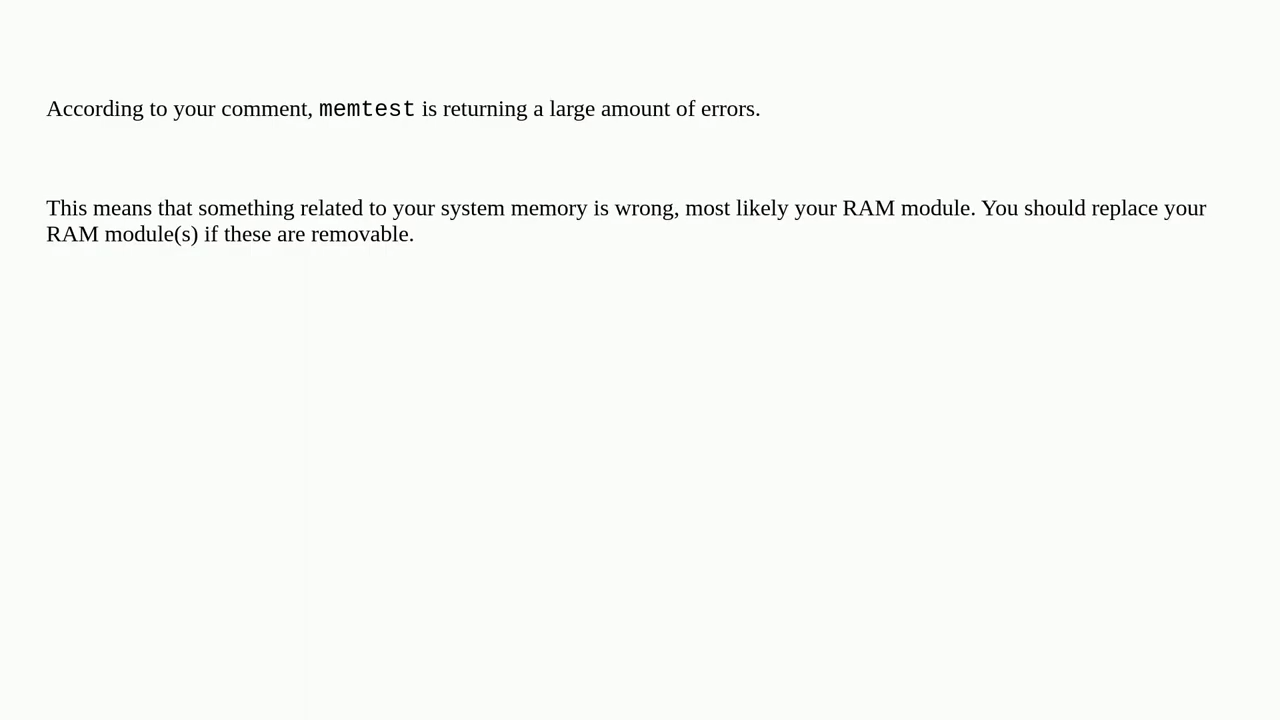 According to your comment, memtest is returning a large amount of errors.
This means that something related to your system memory is wrong, most likely your RAM module. You should replace your
RAM module(s) if these are removable.